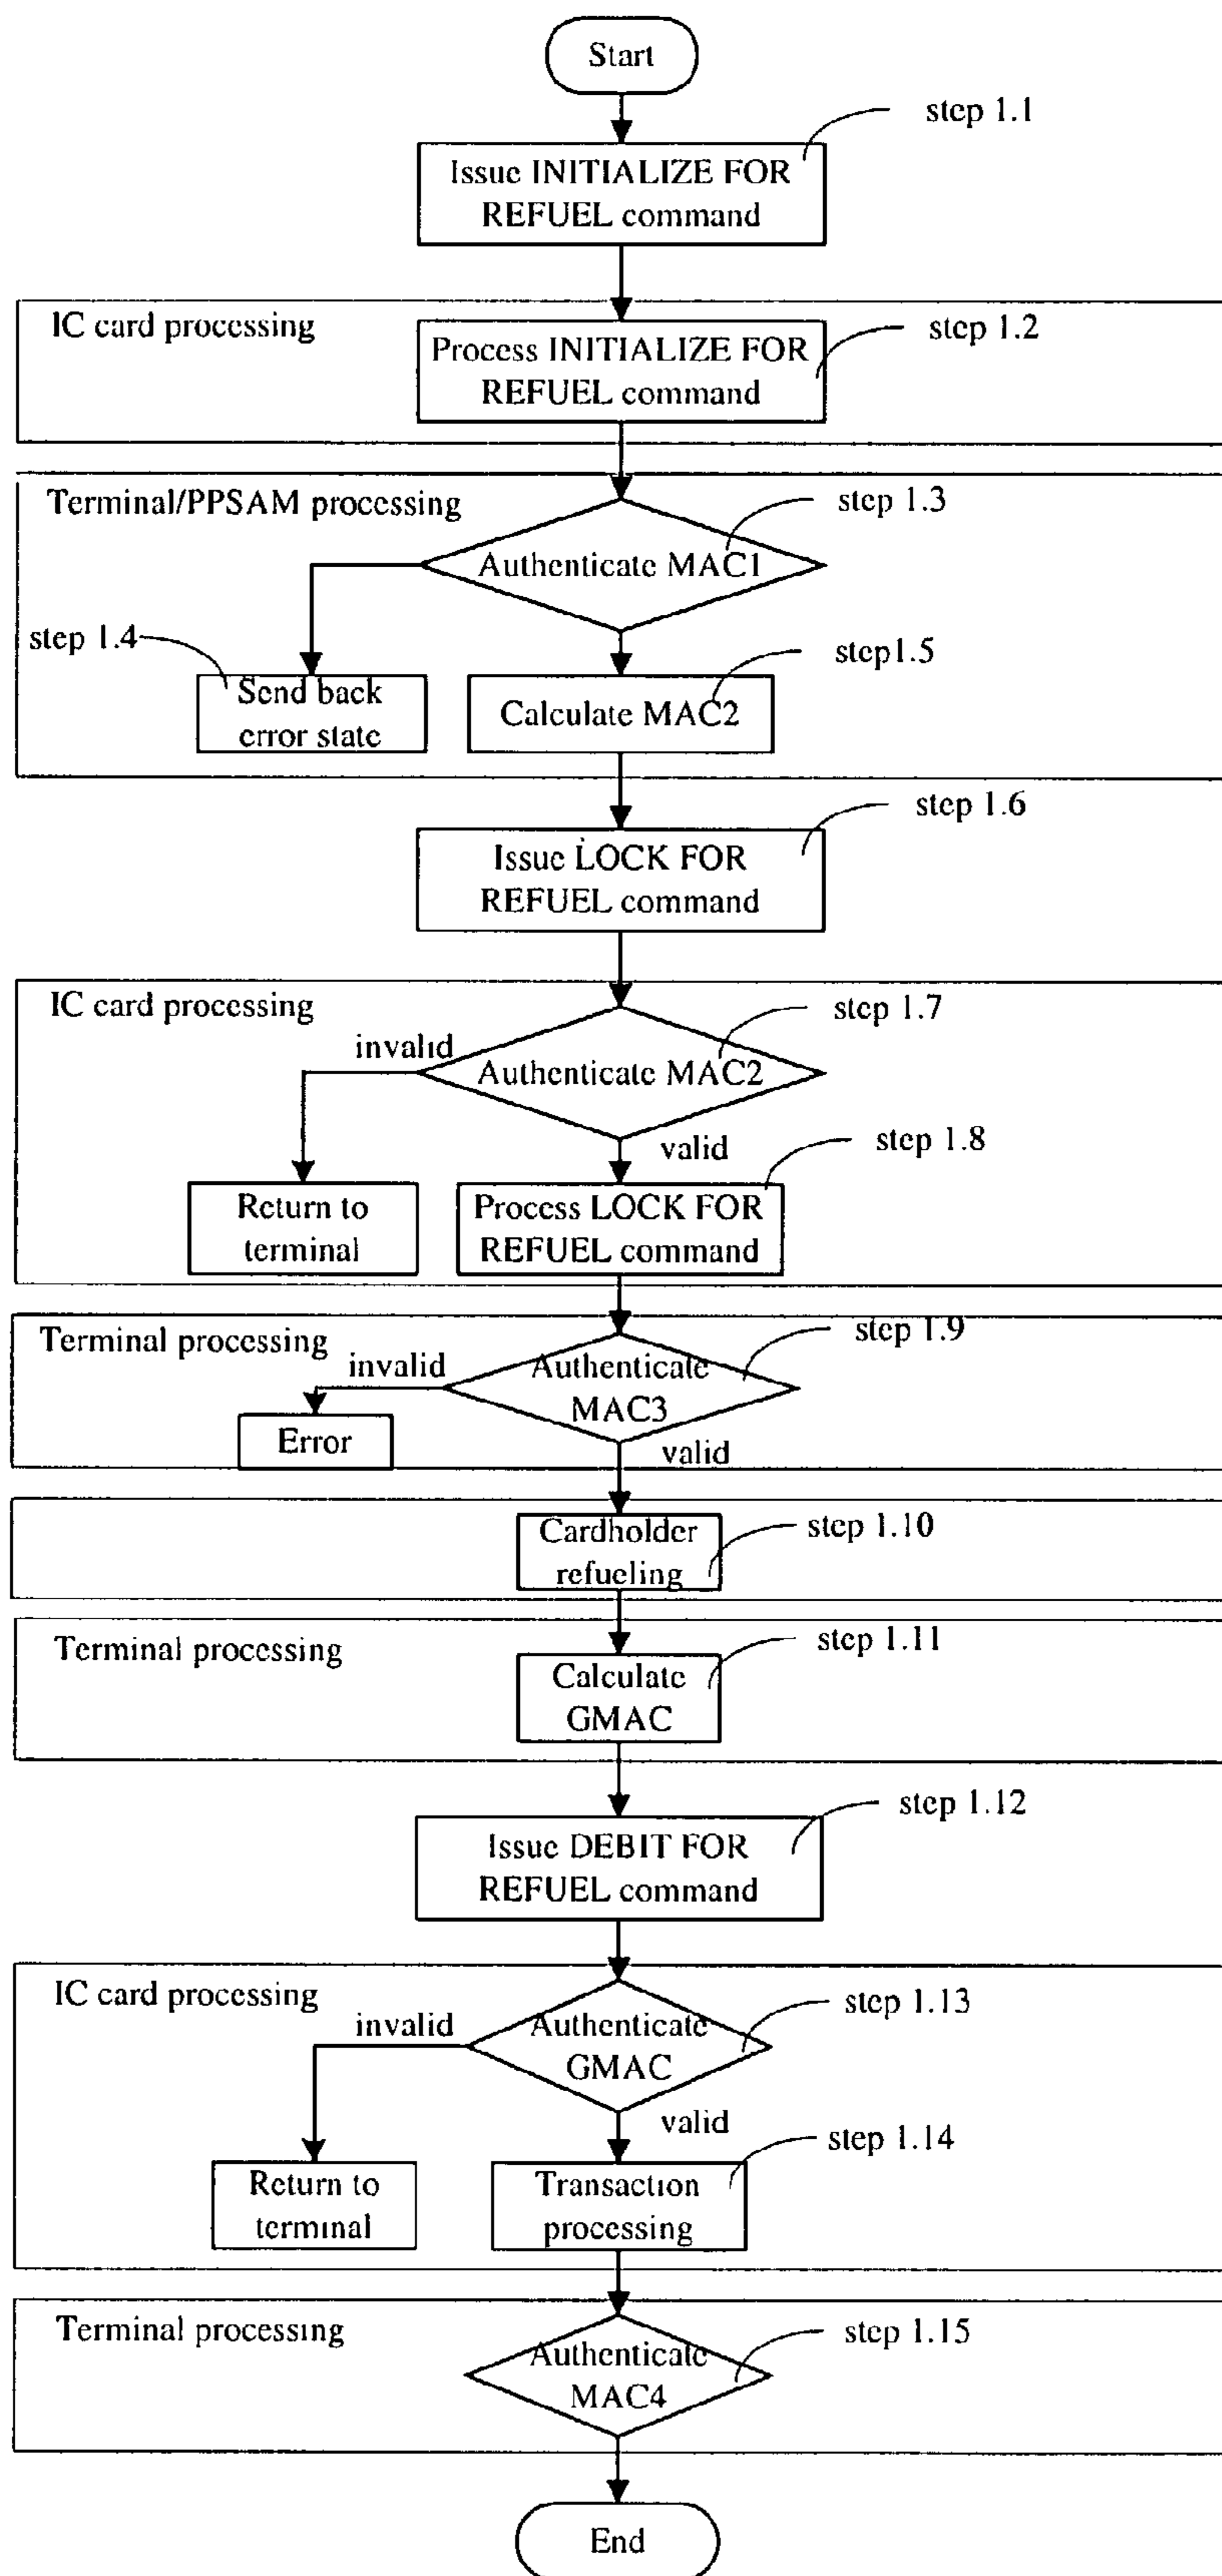 Start
step 1.1
Issue INITIALIZE FOR
REFUEL command
IC card processing
step 1.2
Process INITIALIZE FOR
REFUEL command
Terminal/PPSAM processing
step 1.3
Authenticate MAC1
step 1.4
step1.5
Send back
error state
Calculate MAC2
step 1.6
Issue LOCK FOR
REFUEL command
IC card processing
step 1.7
invalid
Authenticate MAC2
valid
step 1.8
Return to
terminal
Process LOCK FOR
REFUEL command
Terminal processing
step 1.9
invalid
Authenticate
MAC3
Error
valid
Cardholder
refueling
step 1.10
Terminal processing
step 1.11
Calculate
GMAC
step 1.12
Issue DEBIT FOR
REFUEL command
IC card processing
step 1.13
invalid
Authenticate
GMAC
valid
step 1.14
Return to
terminal
Transaction
processing
Terminal processing
step 1.15
Authenticate
MAC4
End